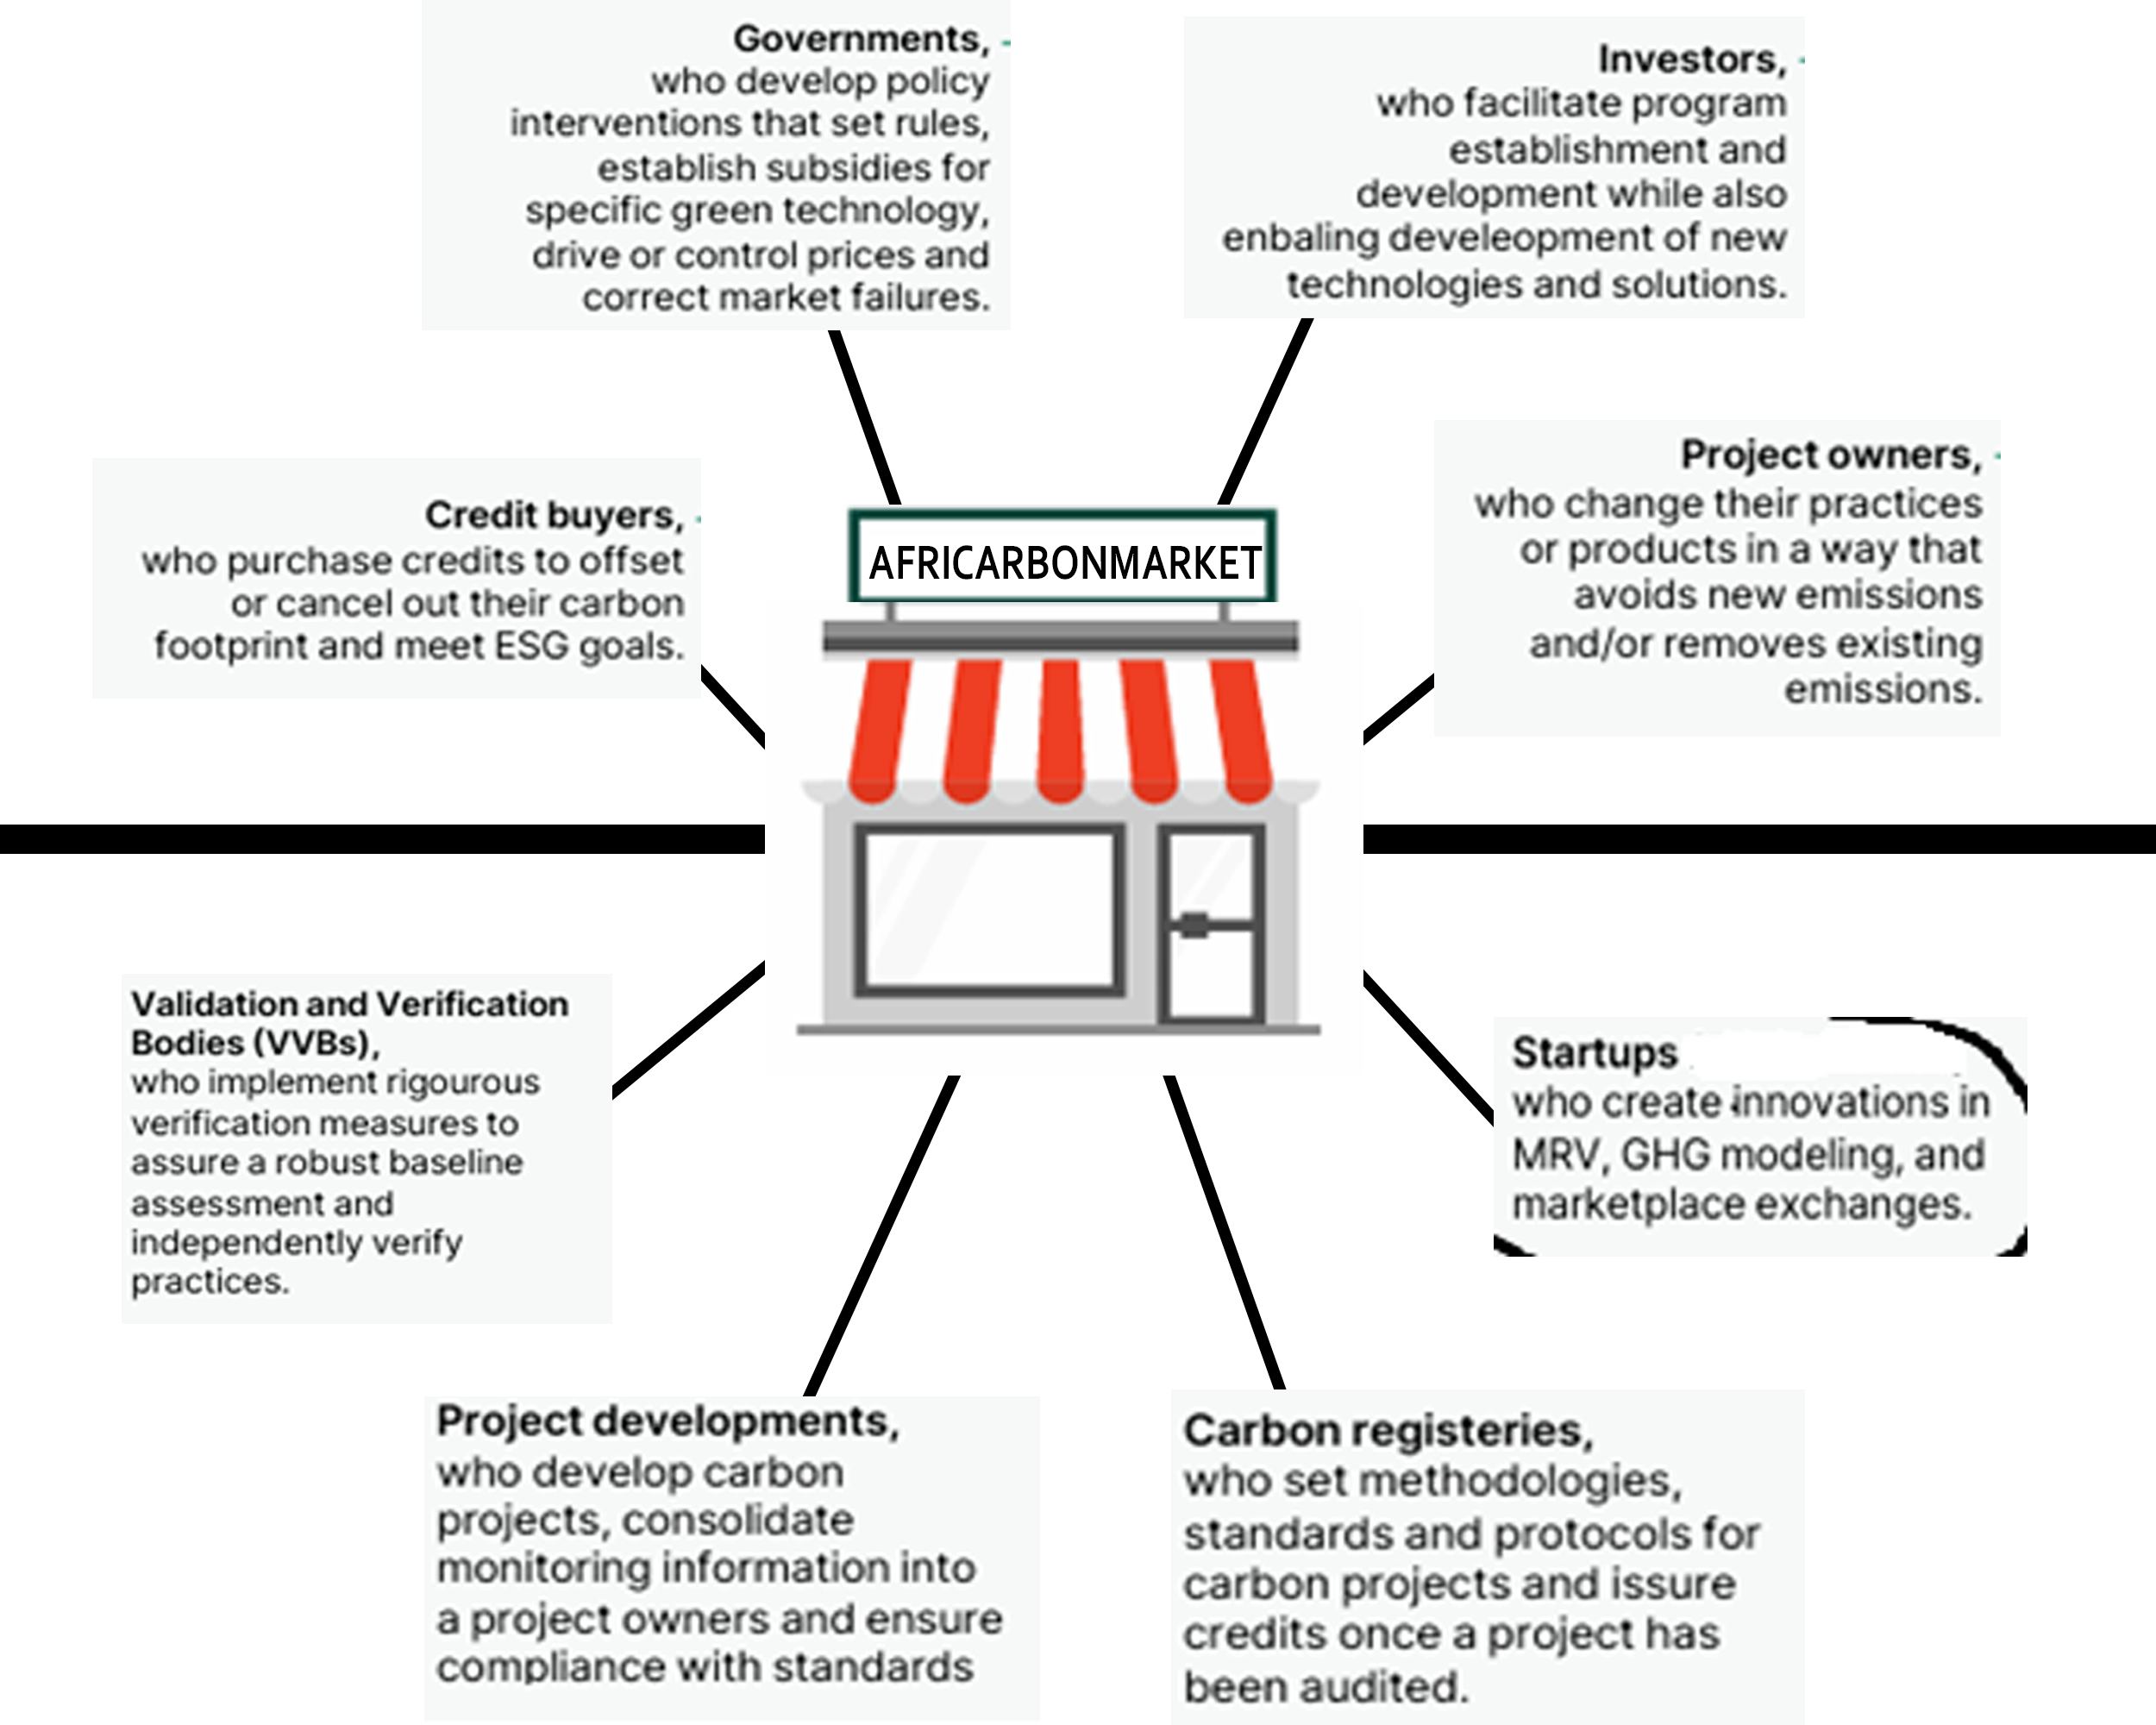 Governments,
who develop policy
interventions that set rules,
establish subsidies for
specific green technology,
drive or control prices and
correct market failures.
Investors,
who facilitate program
establishment and
development while also
enbaling develeopment of new
technologies and solutions.
Credit buyers,
who purchase credits to offset
or cancel out their carbon
footprint and meet ESG goals.
AFRICARBONMARKET
Project owners,
who change their practices
or products in a way that
avoids new emissions
and/or removes existing
emissions.
Validation and Verification
Bodies (VVBs),
who implement rigourous
verification measures to
assure a robust baseline
assessment and
independently verify
practices.
Startups
who create innovations in
MRV, GHG modeling, and
marketplace exchanges.
Project developments,
who develop carbon
projects, consolidate
monitoring information into
a project owners and ensure
compliance with standards
Carbon registeries,
who set methodologies,
standards and protocols for
carbon projects and issure
credits once a project has
been audited.